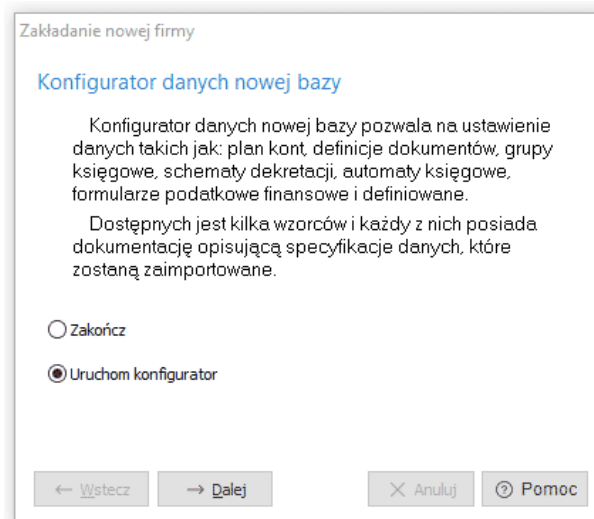 Zakładanie nowej firmy
Konfigurator danych nowej bazy
Konfigurator danych nowej bazy pozwala na ustawienie
danych takich jak: plan kont, definicje dokumentów, grupy
księgowe, schematy dekretacji, automaty księgowe,
formularze podatkowe finansowe i definiowane.
Dostępnych jest kilka wzorców i każdy z nich posiada
dokumentację opisującą specyfikacje danych, które
zostaną zaimportowane.
Zakończ
Uruchom konfigurator
← Wstecz → Dalej × Anuluj ? Pomoc